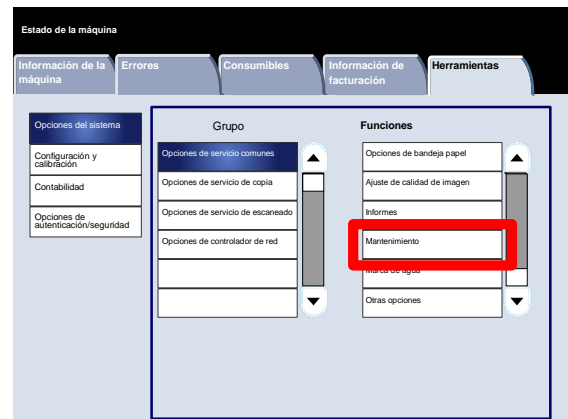 Estado de la máquina
Información de la
máquina
Errores
Consumibles
Información de
facturación
Herramientas
Opciones del sistema
Configuración y
calibración
Contabilidad
Opciones de
autenticación/seguridad
Grupo
Opciones de servicio comunes
Opciones de servicio de copia
Opciones de servicio de escaneado
Opciones de controlador de red
Funciones
Opciones de bandeja papel
Ajuste de calidad de imagen
Informes
Mantenimiento
Marca de agua
Otras opciones